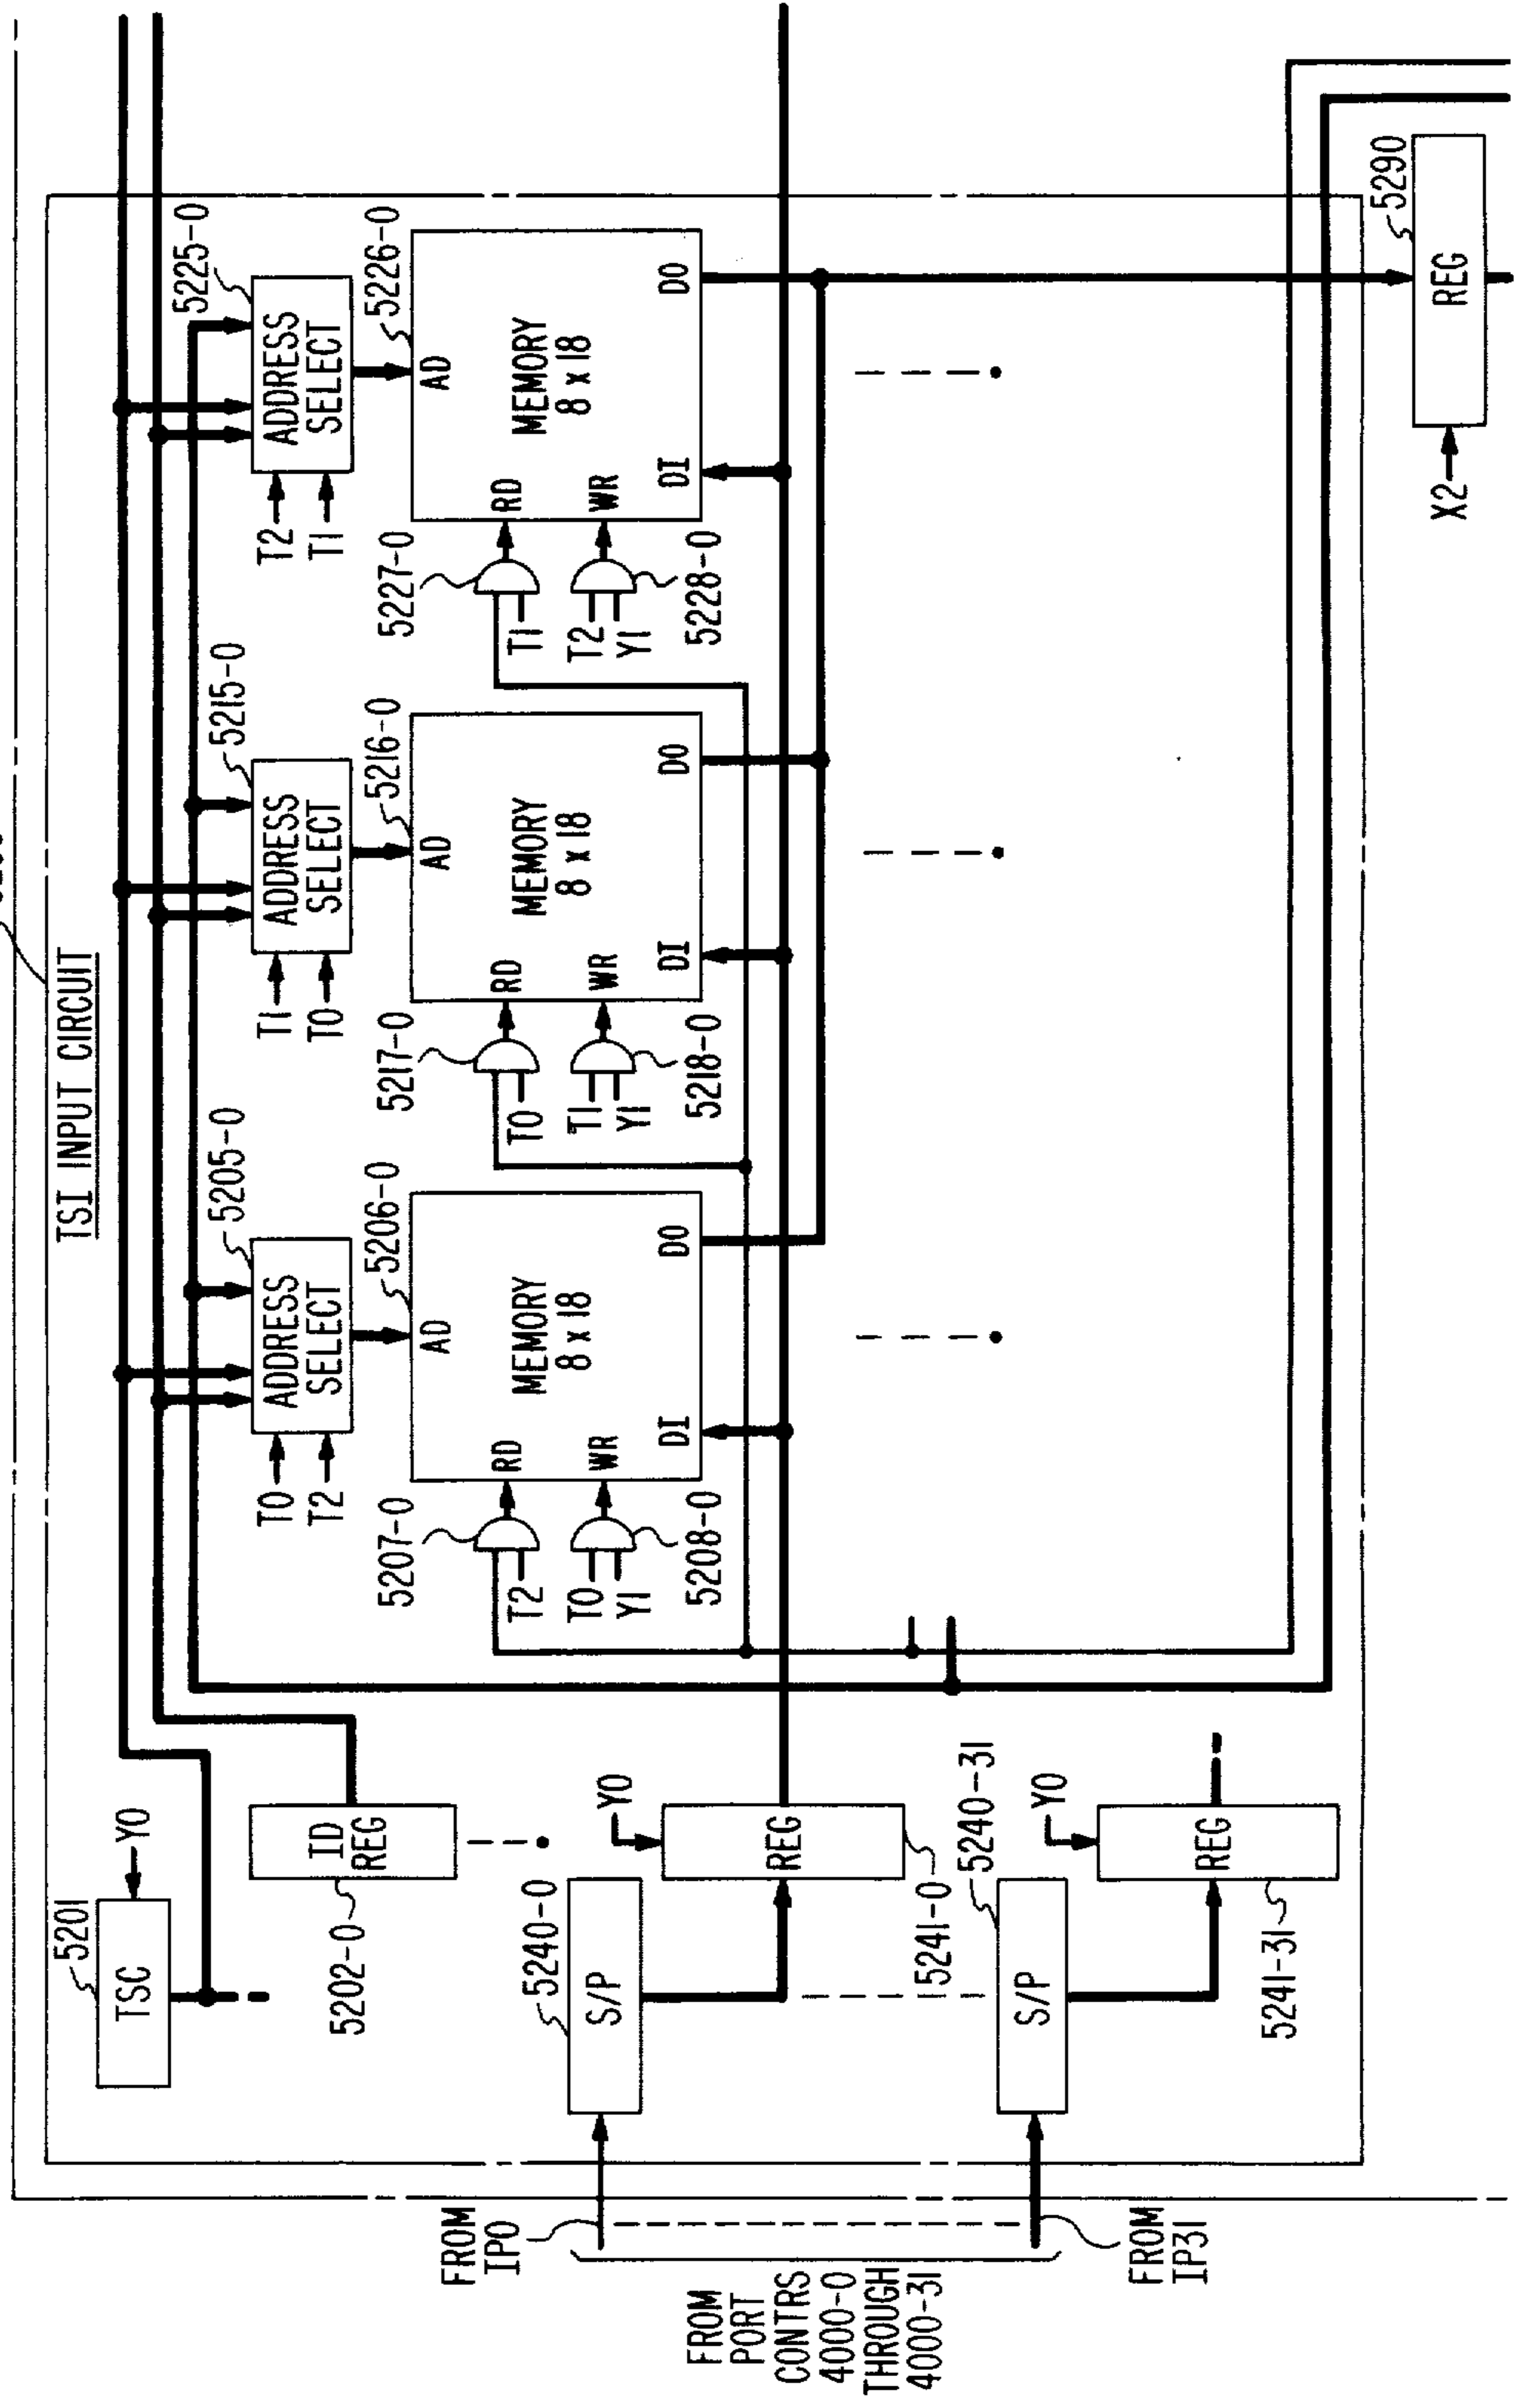 TSI INPUT CIRCUIT
5201
TSC
Y0
ID
REG
5202-0
5205-0
ADDRESS
SELECT
T0
T2
5215-0
ADDRESS
SELECT
T1
T0
5225-0
ADDRESS
SELECT
T2
T1
5206-0
AD
MEMORY
8 x 18
RD
WR
DI
DO
5207-0
T2
T0
Y1
5208-0
5216-0
AD
MEMORY
8 x 18
RD
WR
DI
DO
5217-0
T0
T1
Y1
5218-0
5226-0
AD
MEMORY
8 x 18
RD
WR
DI
DO
5227-0
T1
T2
Y1
5228-0
FROM
IP0
5240-0
S/P
Y0
REG
5241-0
FROM
PORT
CONTRS
4000-0
THROUGH
4000-31
FROM
IP31
5240-31
S/P
Y0
REG
5241-31
5290
REG
X2